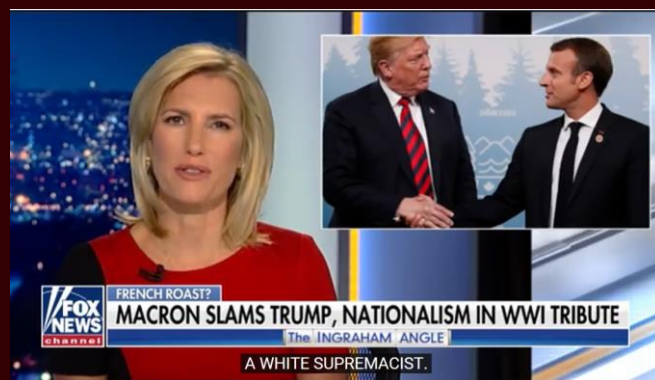 FRENCH ROAST?
FOX
NEWS
channel
MACRON SLAMS TRUMP, NATIONALISM IN WWI TRIBUTE
The INGRAHAM ANGLE
A WHITE SUPREMACIST.